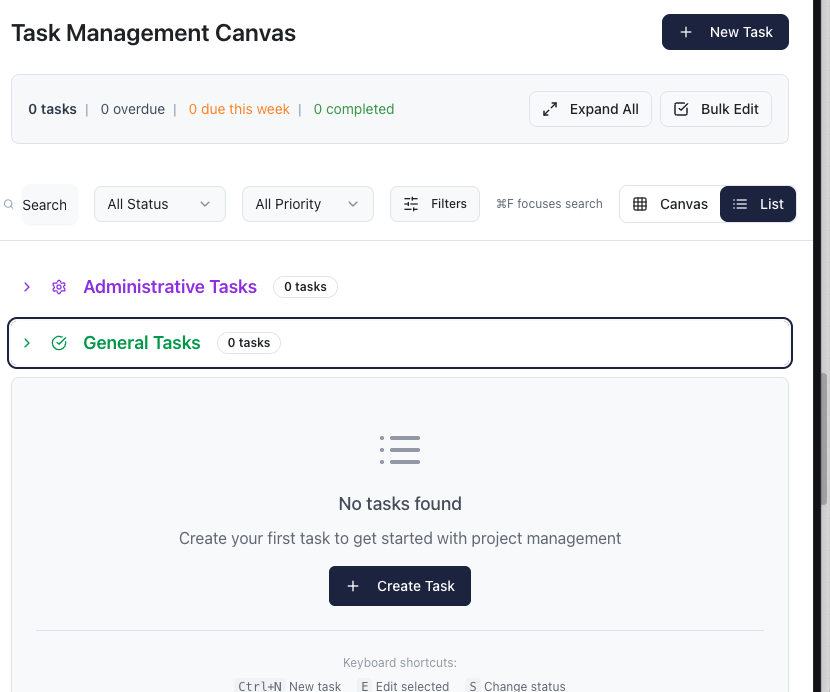 Task Management Canvas
+ New Task
0 tasks | 0 overdue | 0 due this week | 0 completed
Expand All
Bulk Edit
Search
All Status
All Priority
Filters
⌘F focuses search
Canvas
List
Administrative Tasks 0 tasks
General Tasks 0 tasks
No tasks found
Create your first task to get started with project management
+ Create Task
Keyboard shortcuts:
Ctrl+N New task E Edit selected S Change status